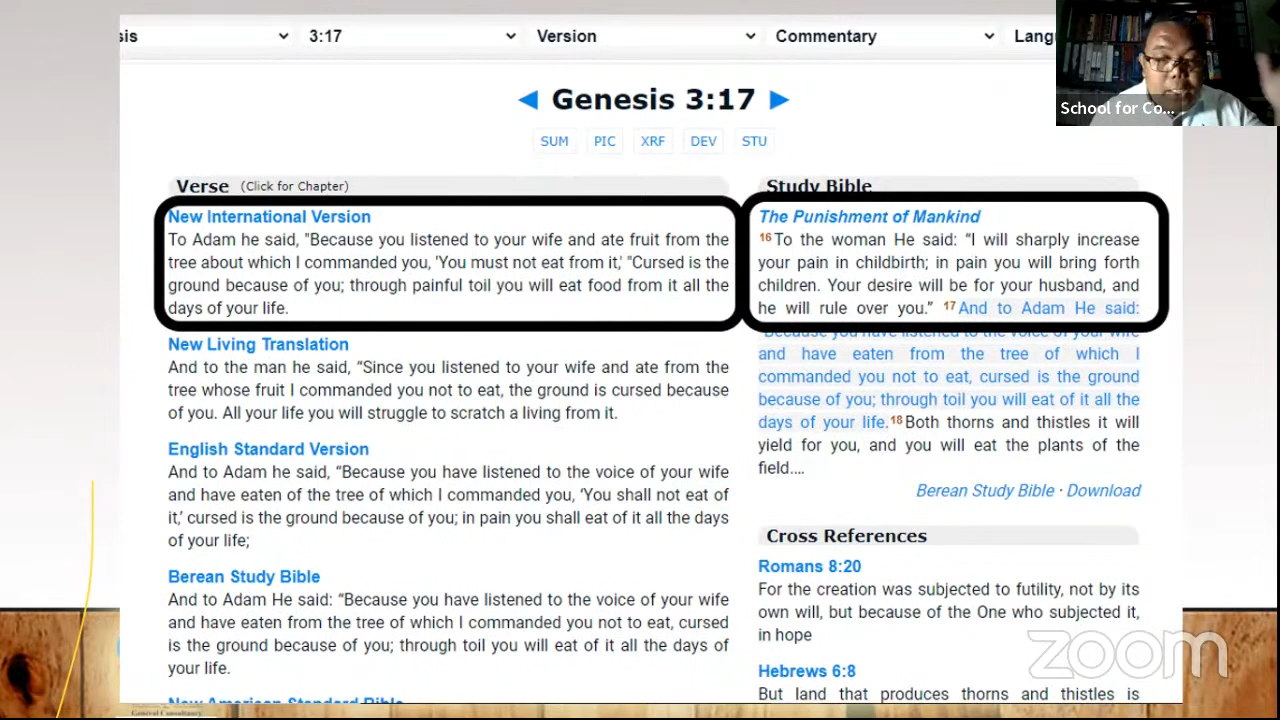 sis
3:17
Version
Commentary
Lang
School for Co...
Genesis 3:17
SUM
PIC
XRF
DEV
STU
Verse (Click for Chapter)
New International Version
To Adam he said, "Because you listened to your wife and ate fruit from the
tree about which I commanded you, 'You must not eat from it,' "Cursed is the
ground because of you; through painful toil you will eat food from it all the
days of your life.
New Living Translation
And to the man he said, “Since you listened to your wife and ate from the
tree whose fruit I commanded you not to eat, the ground is cursed because
of you. All your life you will struggle to scratch a living from it.
English Standard Version
And to Adam he said, “Because you have listened to the voice of your wife
and have eaten of the tree of which I commanded you, ‘You shall not eat of
it,’ cursed is the ground because of you; in pain you shall eat of it all the days
of your life;
Berean Study Bible
And to Adam He said: “Because you have listened to the voice of your wife
and have eaten from the tree of which I commanded you not to eat, cursed
is the ground because of you; through toil you will eat of it all the days of
your life.
New American Standard Bible
Study Bible
The Punishment of Mankind
16 To the woman He said: “I will sharply increase
your pain in childbirth; in pain you will bring forth
children. Your desire will be for your husband, and
he will rule over you.” 17 And to Adam He said:
“Because you have listened to the voice of your wife
and have eaten from the tree of which I
commanded you not to eat, cursed is the ground
because of you; through toil you will eat of it all the
days of your life. 18 Both thorns and thistles it will
yield for you, and you will eat the plants of the
field....
Berean Study Bible · Download
Cross References
Romans 8:20
For the creation was subjected to futility, not by its
own will, but because of the One who subjected it,
in hope
Hebrews 6:8
But land that produces thorns and thistles is
zoom
General Consultancy